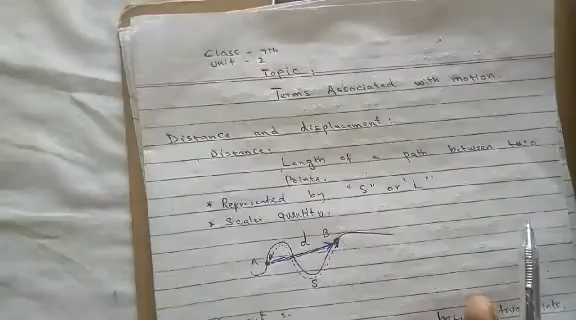 Class - 7th
Unit - 2
Topic:
Terms Associated with motion
Distance and displacement:
Distance:
Length of a path between two
points.
* Represented by "S" or "L"
* Scaler quantity.
d B
A
S